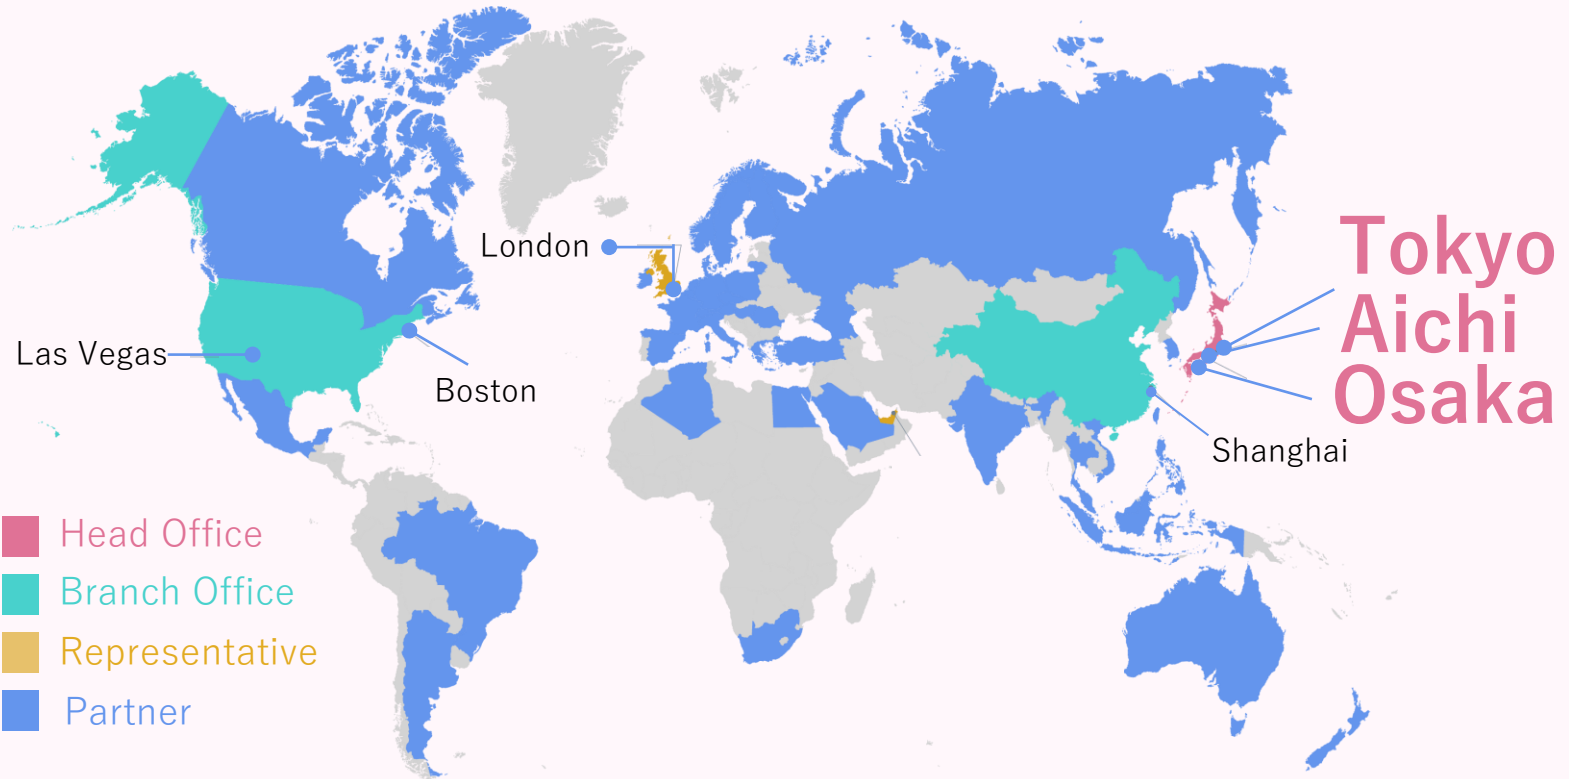 London
Tokyo
Aichi
Osaka
Las Vegas
Boston
Shanghai
Head Office
Branch Office
Representative
Partner